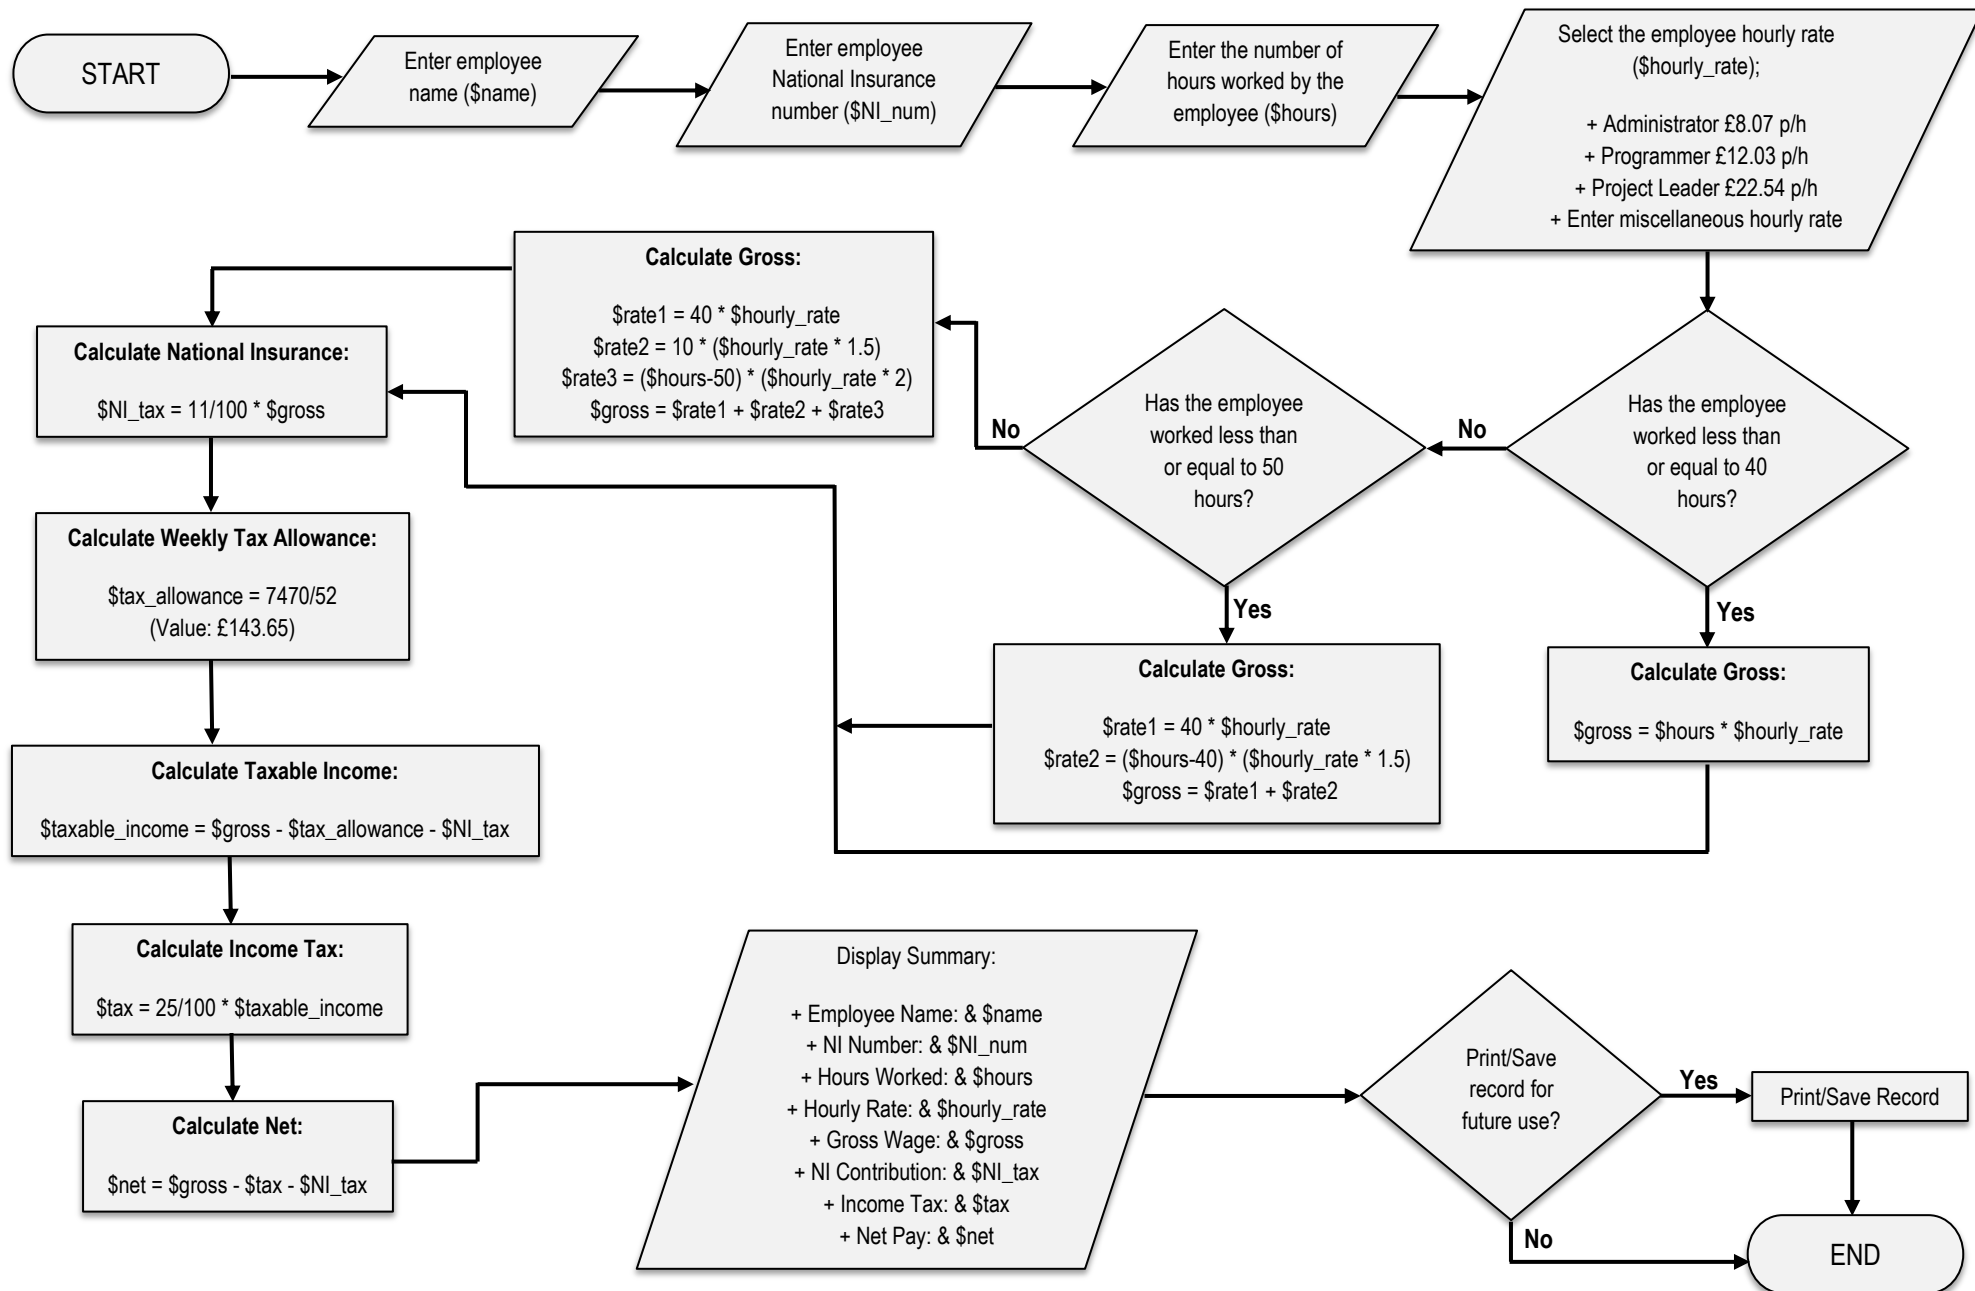 START
Enter employee
name ($name)
Enter employee
National Insurance
number ($NI_num)
Enter the number of
hours worked by the
employee ($hours)
Select the employee hourly rate
($hourly_rate);
+ Administrator £8.07 p/h
+ Programmer £12.03 p/h
+ Project Leader £22.54 p/h
+ Enter miscellaneous hourly rate
Has the employee
worked less than
or equal to 40
hours?
No
Yes
Calculate Gross:
$gross = $hours * $hourly_rate
Has the employee
worked less than
or equal to 50
hours?
No
Yes
Calculate Gross:
$rate1 = 40 * $hourly_rate
$rate2 = ($hours-40) * ($hourly_rate * 1.5)
$gross = $rate1 + $rate2
Calculate Gross:
$rate1 = 40 * $hourly_rate
$rate2 = 10 * ($hourly_rate * 1.5)
$rate3 = ($hours-50) * ($hourly_rate * 2)
$gross = $rate1 + $rate2 + $rate3
Calculate National Insurance:
$NI_tax = 11/100 * $gross
Calculate Weekly Tax Allowance:
$tax_allowance = 7470/52
(Value: £143.65)
Calculate Taxable Income:
$taxable_income = $gross - $tax_allowance - $NI_tax
Calculate Income Tax:
$tax = 25/100 * $taxable_income
Calculate Net:
$net = $gross - $tax - $NI_tax
Display Summary:
+ Employee Name: & $name
+ NI Number: & $NI_num
+ Hours Worked: & $hours
+ Hourly Rate: & $hourly_rate
+ Gross Wage: & $gross
+ NI Contribution: & $NI_tax
+ Income Tax: & $tax
+ Net Pay: & $net
Print/Save
record for
future use?
Yes
Print/Save Record
No
END